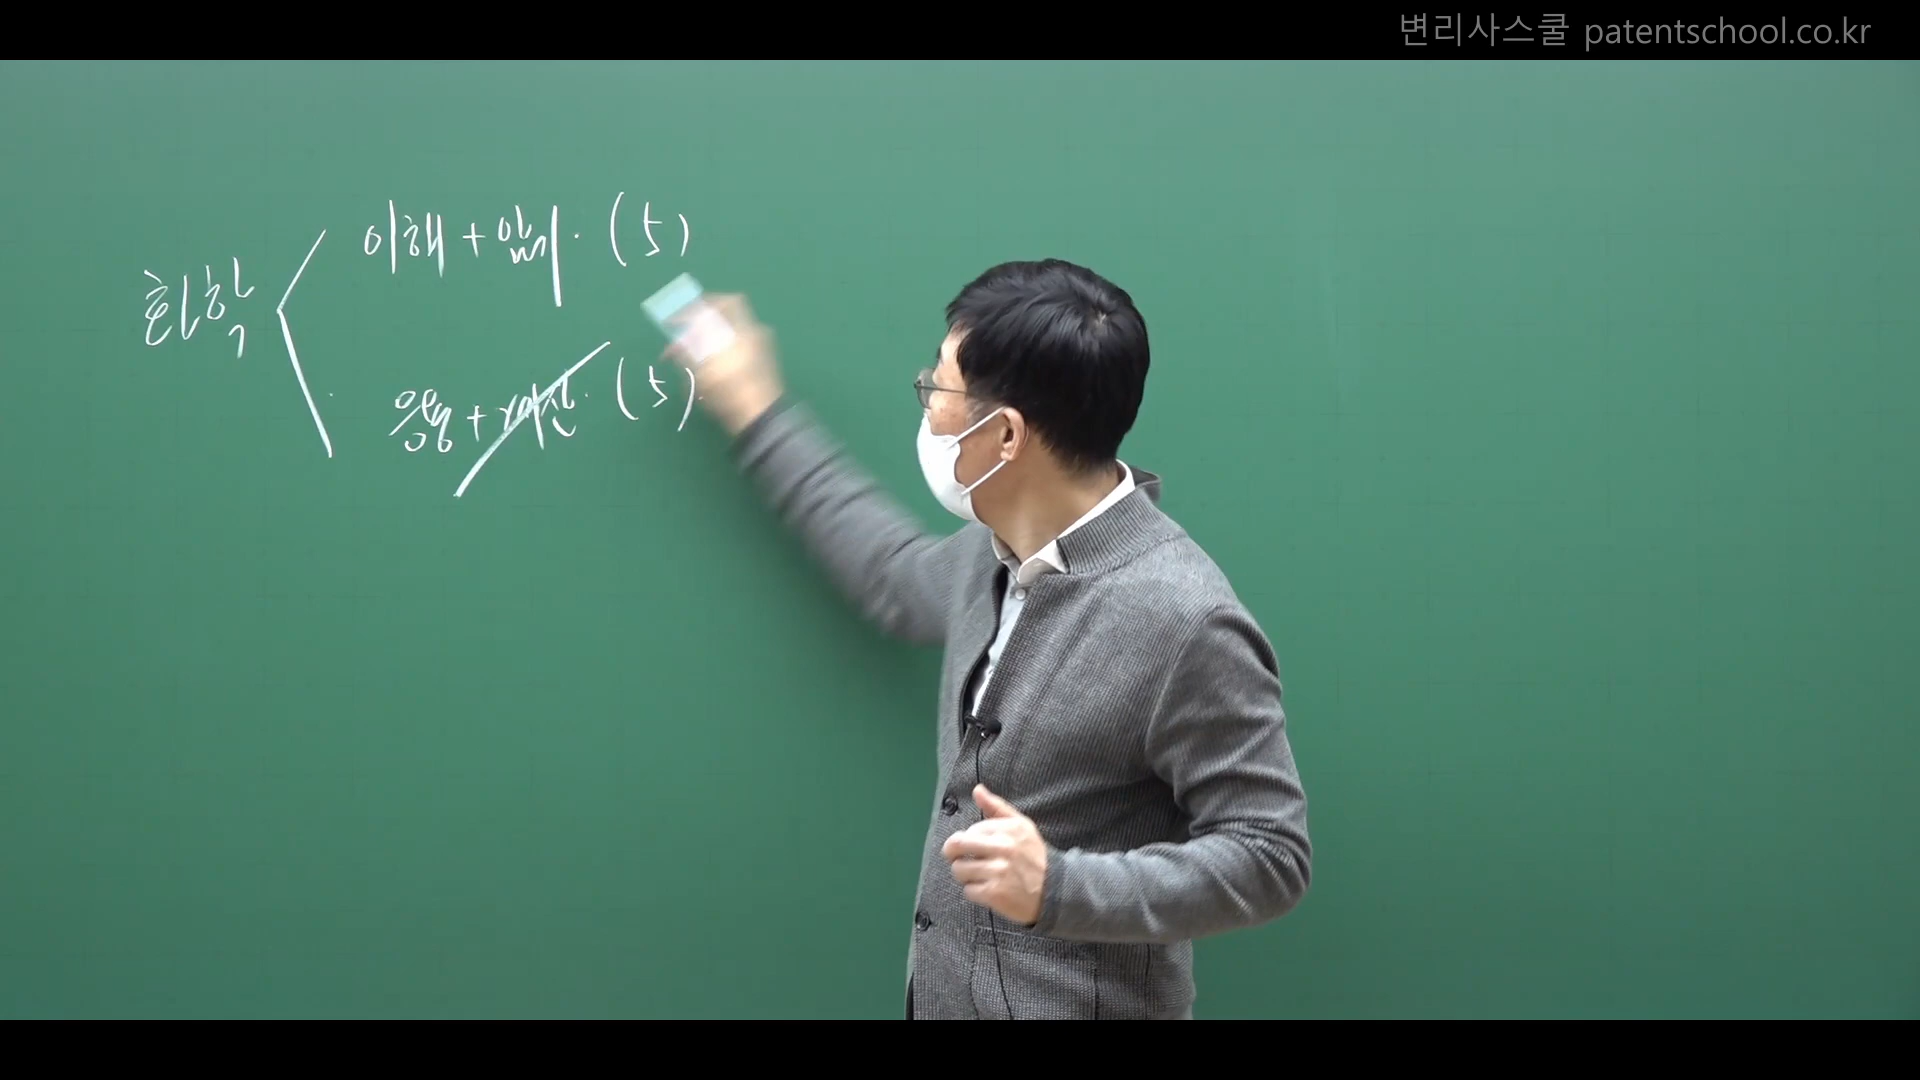 변리사스쿨 patentschool.co.kr
이해 + 암기. (5)
화학
응용 + 계산. (5).